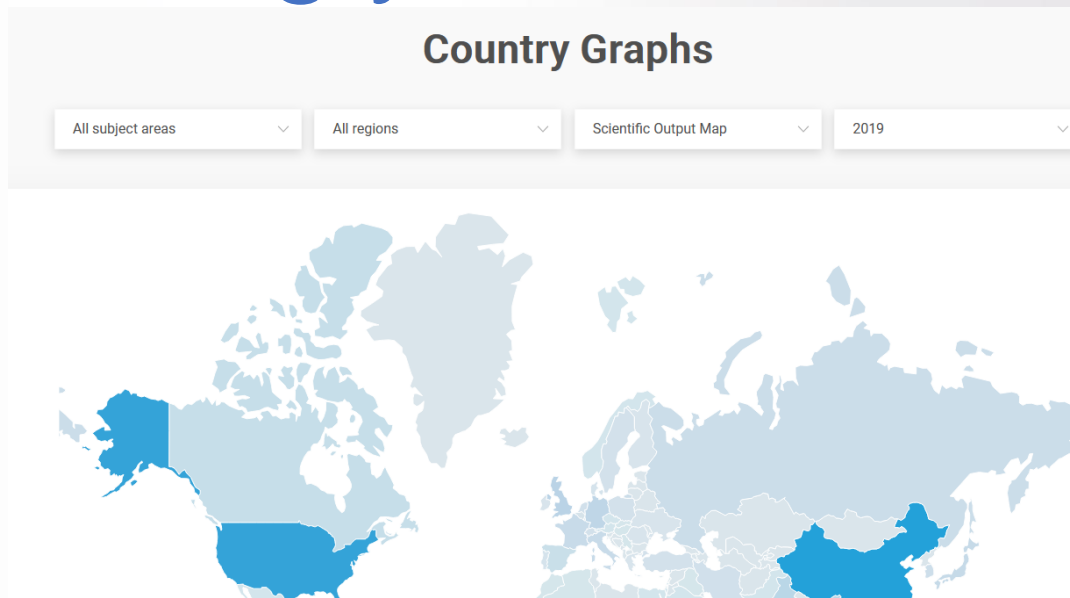 Country Graphs
All subject areas
All regions
Scientific Output Map
2019